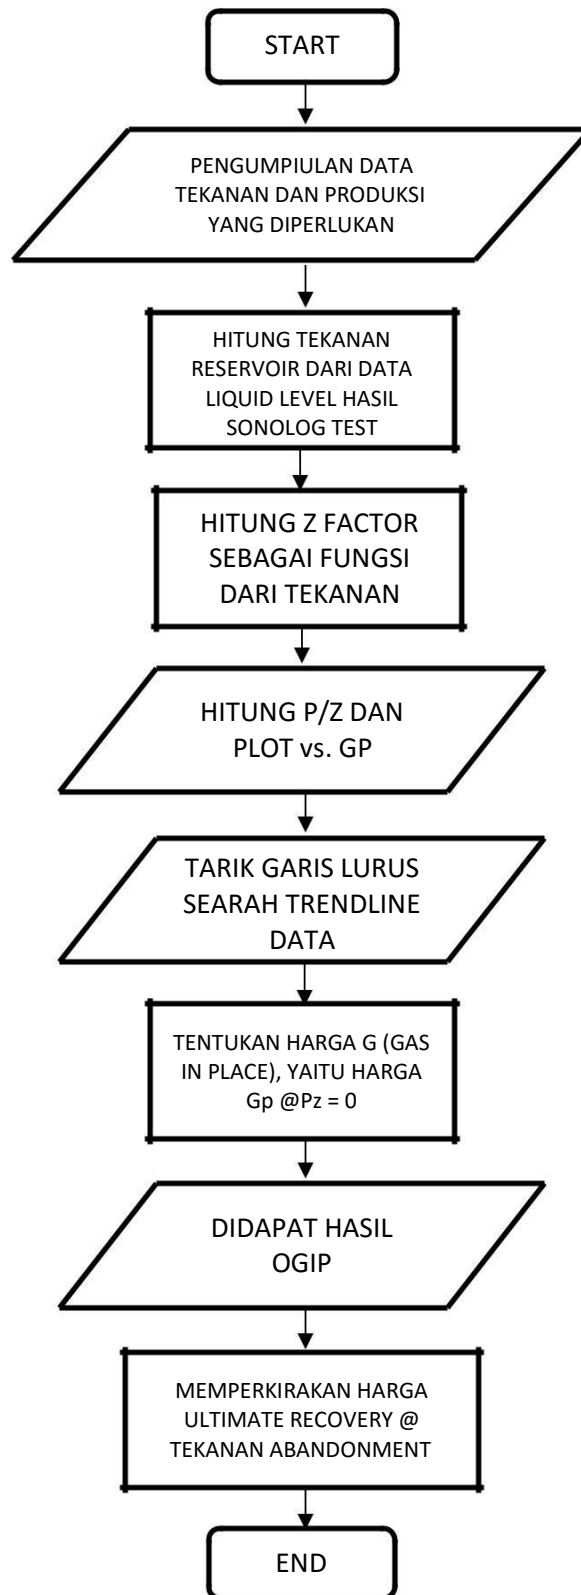 START
PENGUMPIULAN DATA
TEKANAN DAN PRODUKSI
YANG DIPERLUKAN
HITUNG TEKANAN
RESERVOIR DARI DATA
LIQUID LEVEL HASIL
SONOLOG TEST
HITUNG Z FACTOR
SEBAGAI FUNGSI
DARI TEKANAN
HITUNG P/Z DAN
PLOT vs. GP
TARIK GARIS LURUS
SEARAH TRENDLINE
DATA
TENTUKAN HARGA G (GAS
IN PLACE), YAITU HARGA
Gp @Pz = 0
DIDAPAT HASIL
OGIP
MEMPERKIRAKAN HARGA
ULTIMATE RECOVERY @
TEKANAN ABANDONMENT
END